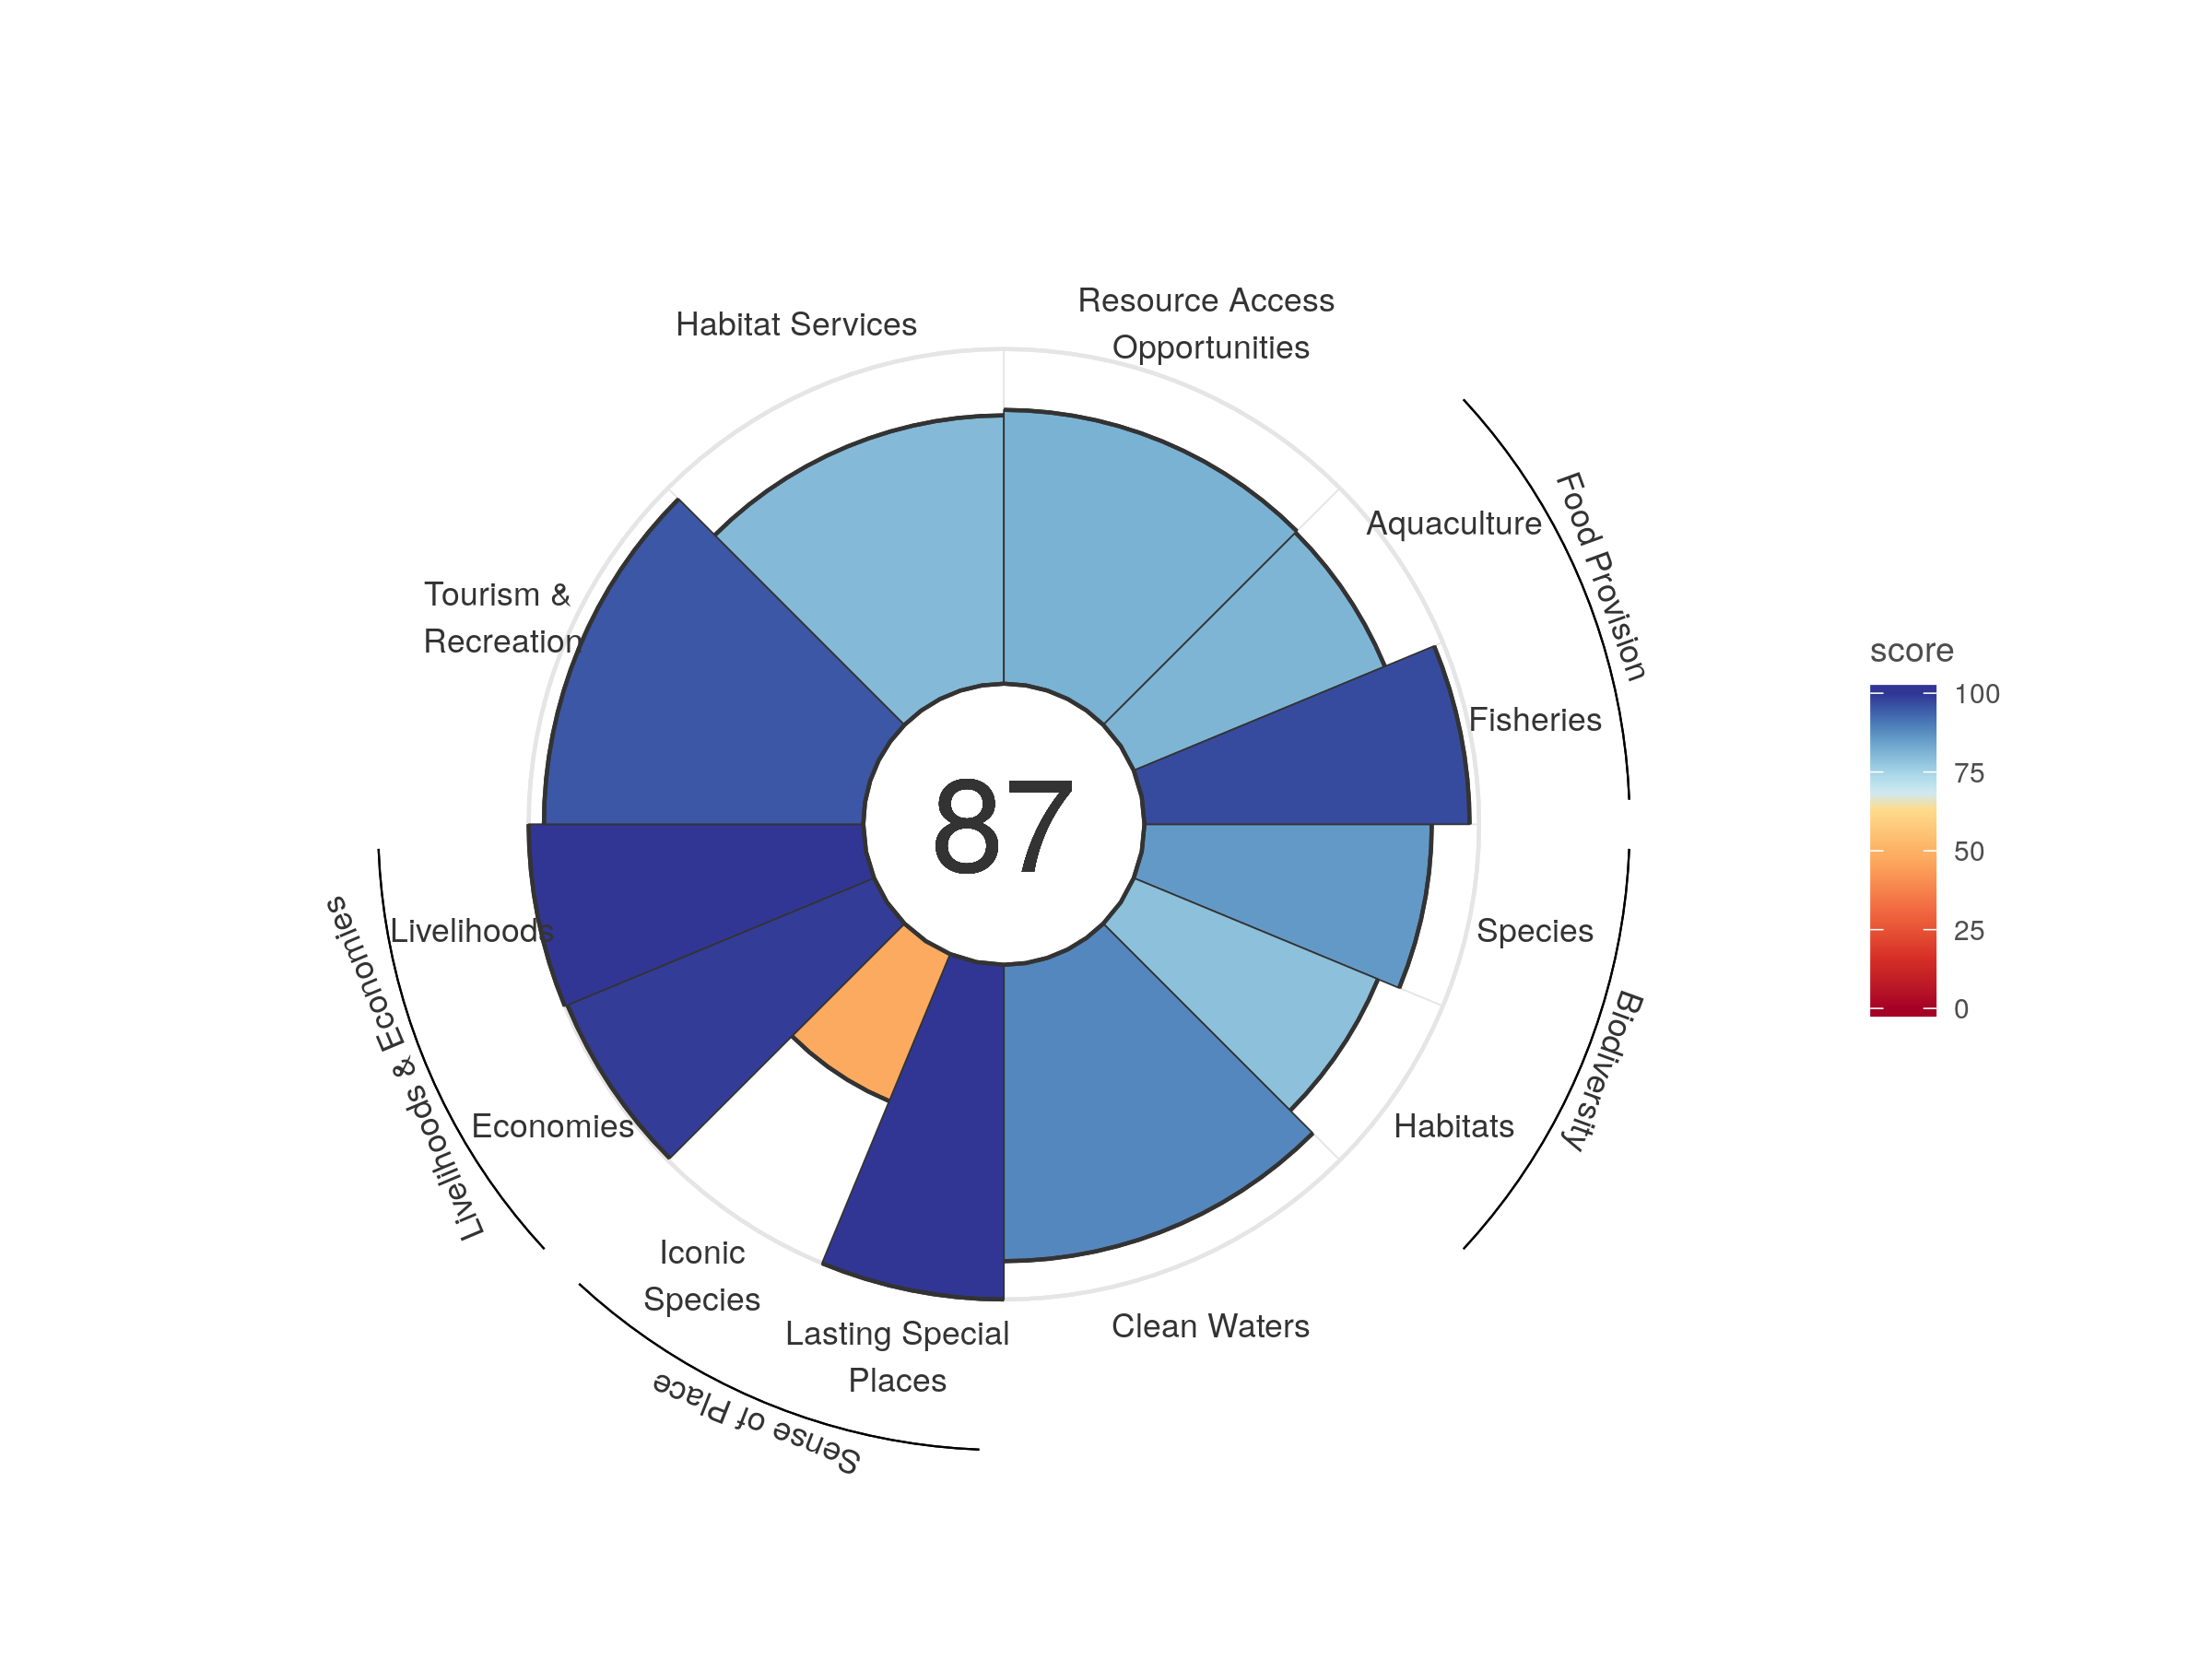 Resource Access
Opportunities
Habitat Services
Aquaculture
Food Provision
Tourism &
Recreation
Fisheries
87
Species
Livelihoods
Biodiversity
Livelihoods & Economies
Habitats
Economies
Iconic
Species
Lasting Special
Places
Clean Waters
Sense of Place
score
100
75
50
25
0